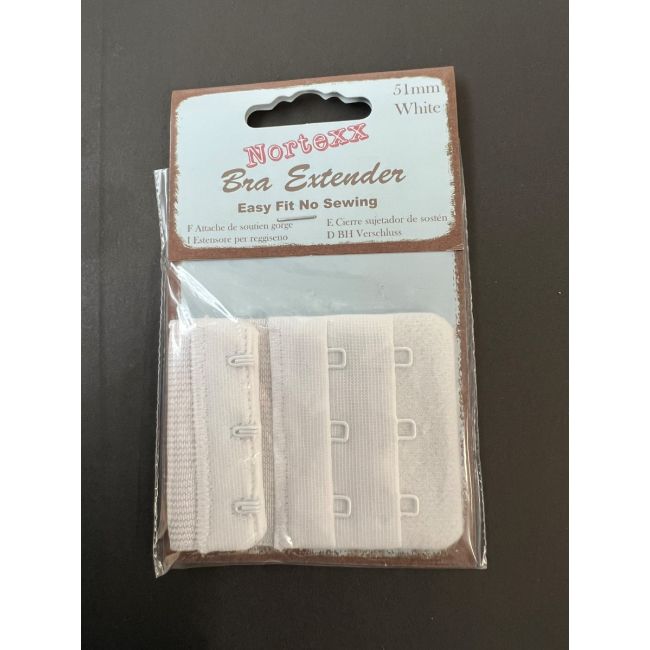 51mm
White
Nortexx
Bra Extender
Easy Fit No Sewing
F Attache de soutien gorge
I Estensore per reggiseno
E Cierre sujetador de sostén
D BH Verschluss